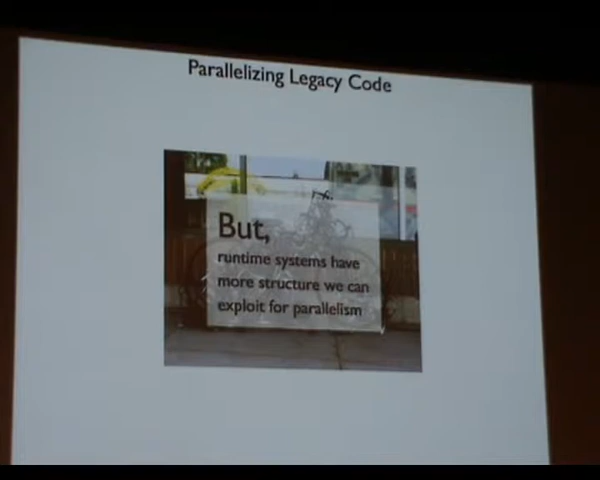 Parallelizing Legacy Code
But,
runtime systems have
more structure we can
exploit for parallelism